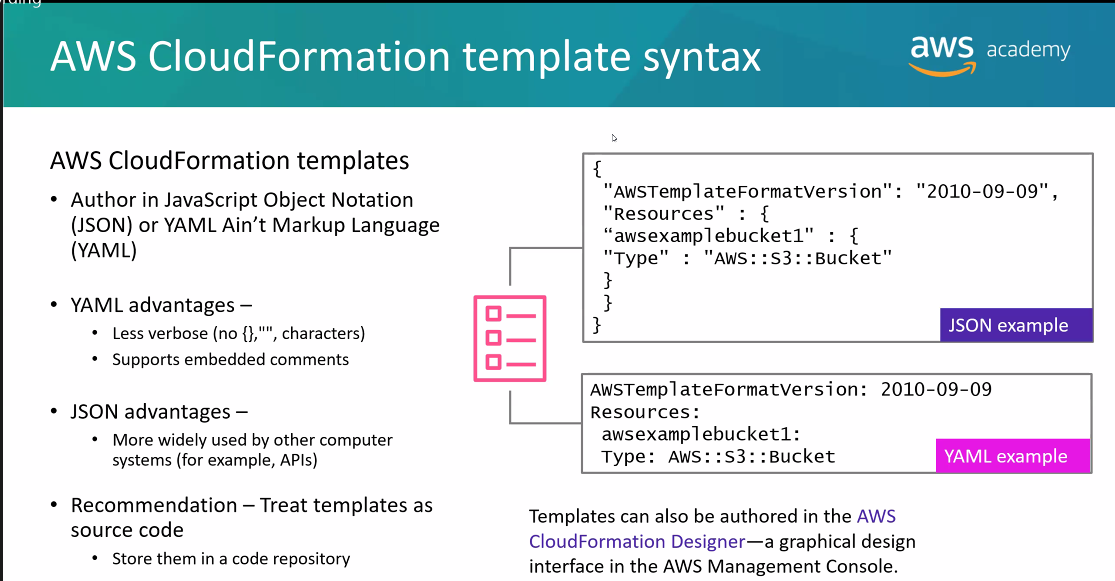 AWS CloudFormation template syntax
aws academy
AWS CloudFormation templates
• Author in JavaScript Object Notation
(JSON) or YAML Ain’t Markup Language
(YAML)
• YAML advantages –
• Less verbose (no {},"", characters)
• Supports embedded comments
• JSON advantages –
• More widely used by other computer
systems (for example, APIs)
• Recommendation – Treat templates as
source code
• Store them in a code repository
{
"AWSTemplateFormatVersion": "2010-09-09",
"Resources" : {
“awsexamplebucket1" : {
"Type" : "AWS::S3::Bucket"
}
}
}
JSON example
AWSTemplateFormatVersion: 2010-09-09
Resources:
awsexamplebucket1:
Type: AWS::S3::Bucket
YAML example
Templates can also be authored in the AWS
CloudFormation Designer—a graphical design
interface in the AWS Management Console.